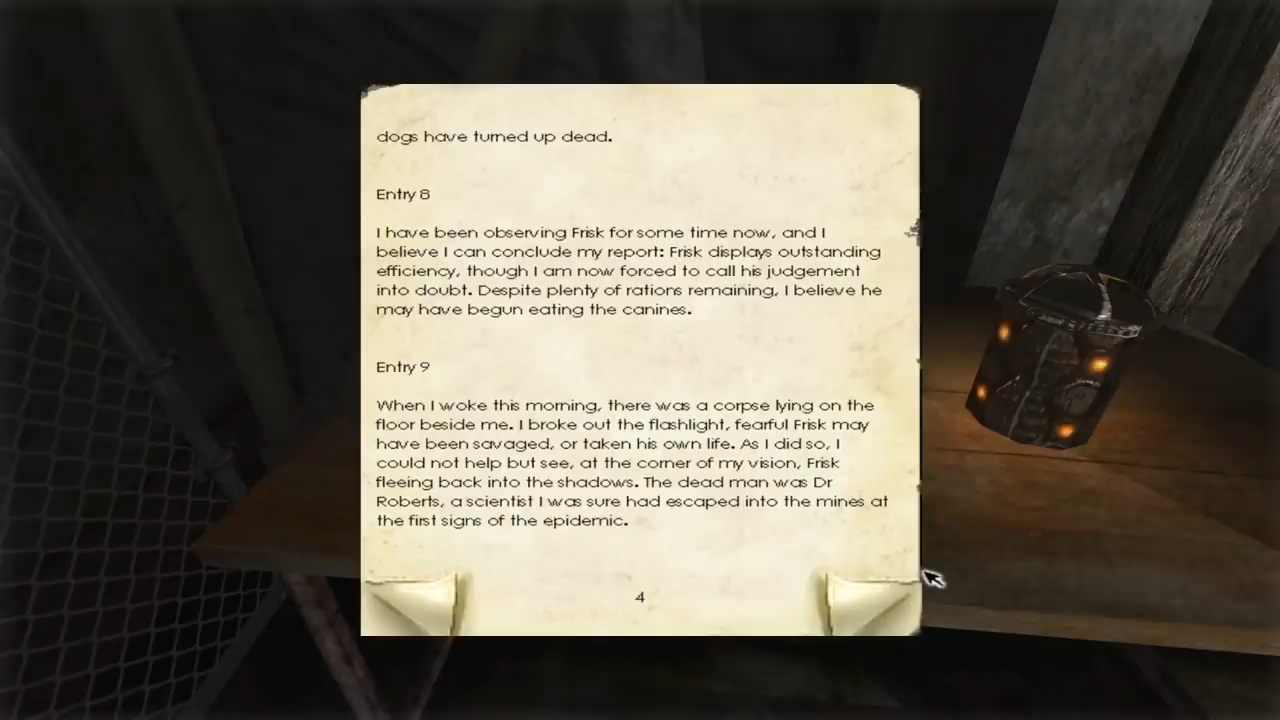 dogs have turned up dead.
Entry 8
I have been observing Frisk for some time now, and I
believe I can conclude my report: Frisk displays outstanding
efficiency, though I am now forced to call his judgement
into doubt. Despite plenty of rations remaining, I believe he
may have begun eating the canines.
Entry 9
When I woke this morning, there was a corpse lying on the
floor beside me. I broke out the flashlight, fearful Frisk may
have been savaged, or taken his own life. As I did so, I
could not help but see, at the corner of my vision, Frisk
fleeing back into the shadows. The dead man was Dr
Roberts, a scientist I was sure had escaped into the mines at
the first signs of the epidemic.
4